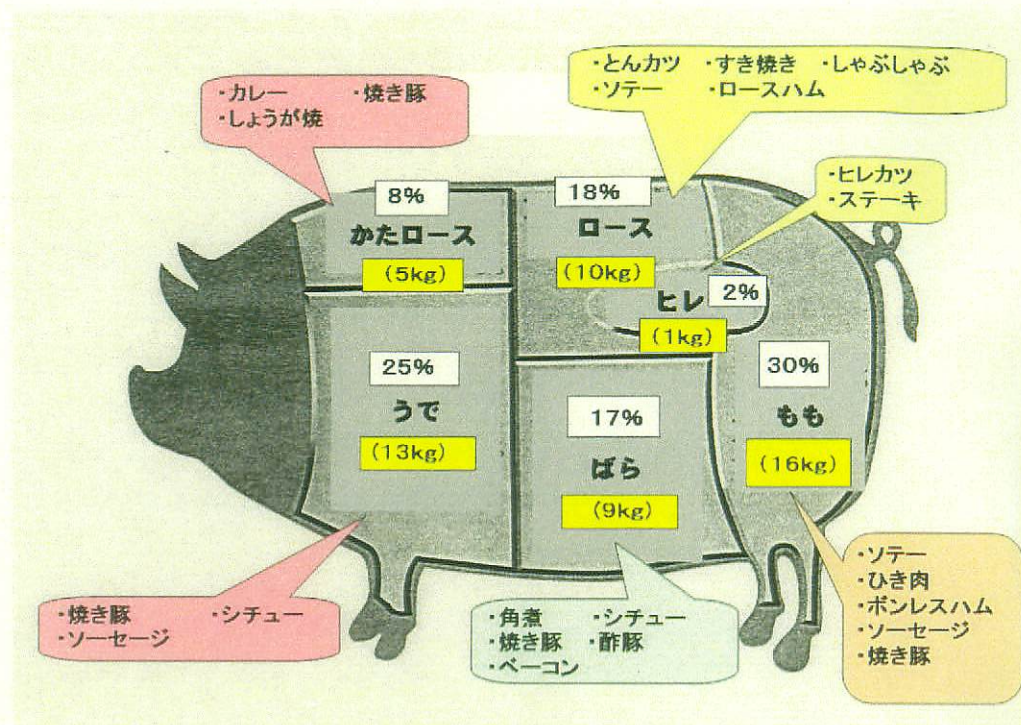 ・カレー ・焼き豚
・しょうが焼
・とんカツ ・すき焼き ・しゃぶしゃぶ
・ソテー ・ロースハム
・ヒレカツ
・ステーキ
8%
かたロース
(5kg)
18%
ロース
(10kg)
ヒレ 2%
(1kg)
25%
うで
(13kg)
17%
ばら
(9kg)
30%
もも
(16kg)
・焼き豚 ・シチュー
・ソーセージ
・角煮 ・シチュー
・焼き豚 ・酢豚
・ベーコン
・ソテー
・ひき肉
・ボンレスハム
・ソーセージ
・焼き豚